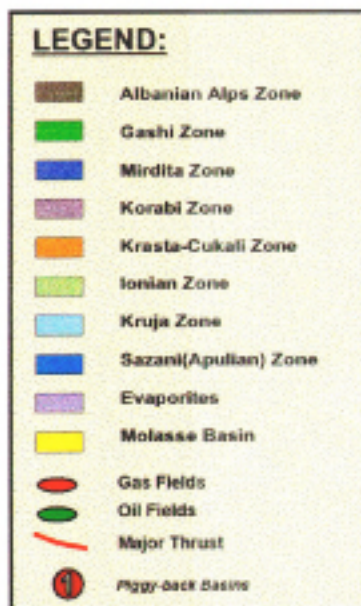 LEGEND:
Albanian Alps Zone
Gashi Zone
Mirdita Zone
Korabi Zone
Krasta-Cukali Zone
Ionian Zone
Kruja Zone
Sazani(Apulian) Zone
Evaporites
Molasse Basin
Gas Fields
Oil Fields
Major Thrust
Piggy-back Basins